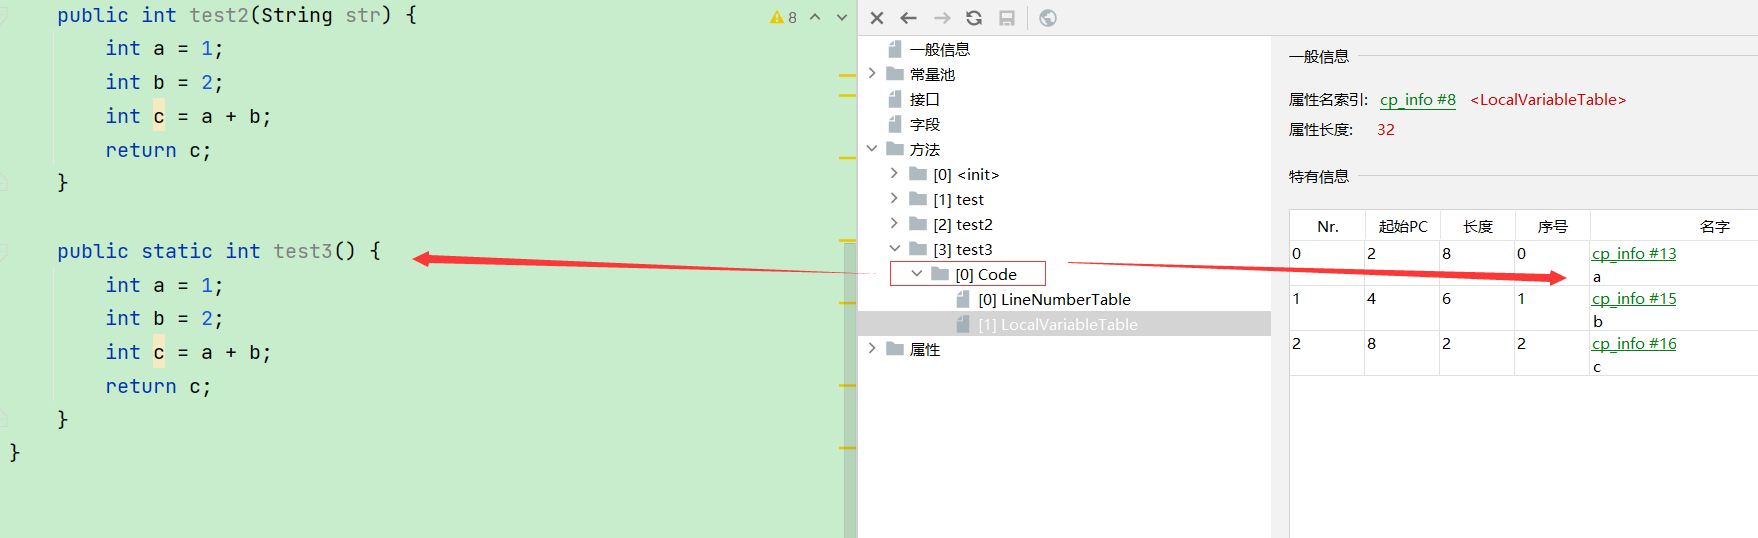 public int test2(String str) {
int a = 1;
int b = 2;
int c = a + b;
return c;
}
public static int test3() {
int a = 1;
int b = 2;
int c = a + b;
return c;
}
}
8
一般信息
常量池
接口
字段
方法
[0] <init>
[1] test
[2] test2
[3] test3
[0] Code
[0] LineNumberTable
[1] LocalVariableTable
属性
一般信息
属性名索引: cp_info #8 <LocalVariableTable>
属性长度: 32
特有信息
Nr. 起始PC 长度 序号 名字
0 2 8 0 cp_info #13
a
1 4 6 1 cp_info #15
b
2 8 2 2 cp_info #16
c